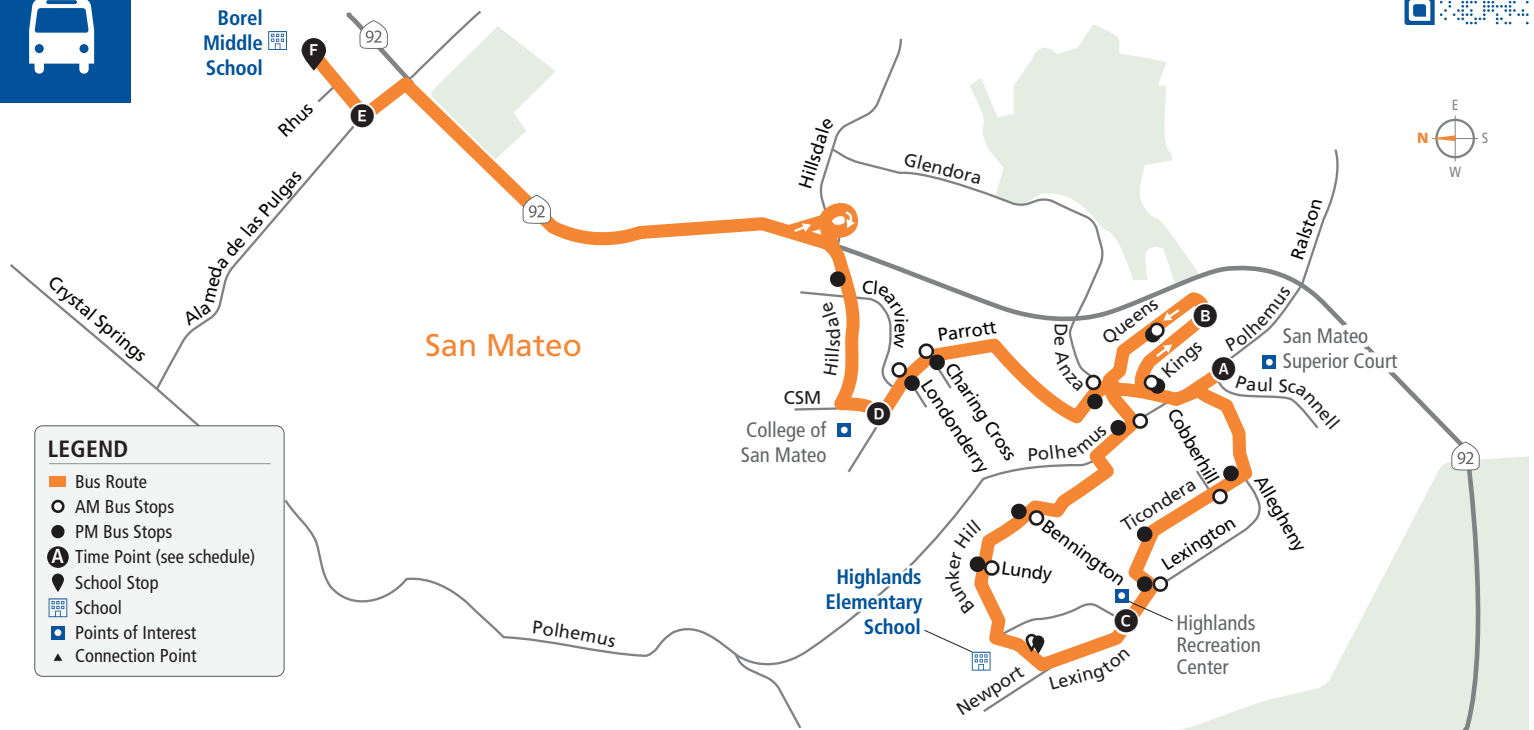 Borel
Middle
School
92
F
E
Rhus
Alameda de las Pulgas
Crystal Springs
San Mateo
92
Hillsdale
Glendora
E
N
S
W
Ralston
Clearview
Hillsdale
Parrott
De Anza
Queens
B
Kings
Polhemus
A
San Mateo
Superior Court
Paul Scannell
CSM
D
College of
San Mateo
Londonderry
Charing Cross
Polhemus
Cobberhill
Allegheny
Ticondera
Lexington
92
Bennington
Bunker Hill
Lundy
Highlands
Elementary
School
C
Highlands
Recreation
Center
Newport
Lexington
Polhemus
LEGEND
Bus Route
AM Bus Stops
PM Bus Stops
A Time Point (see schedule)
School Stop
School
Points of Interest
Connection Point